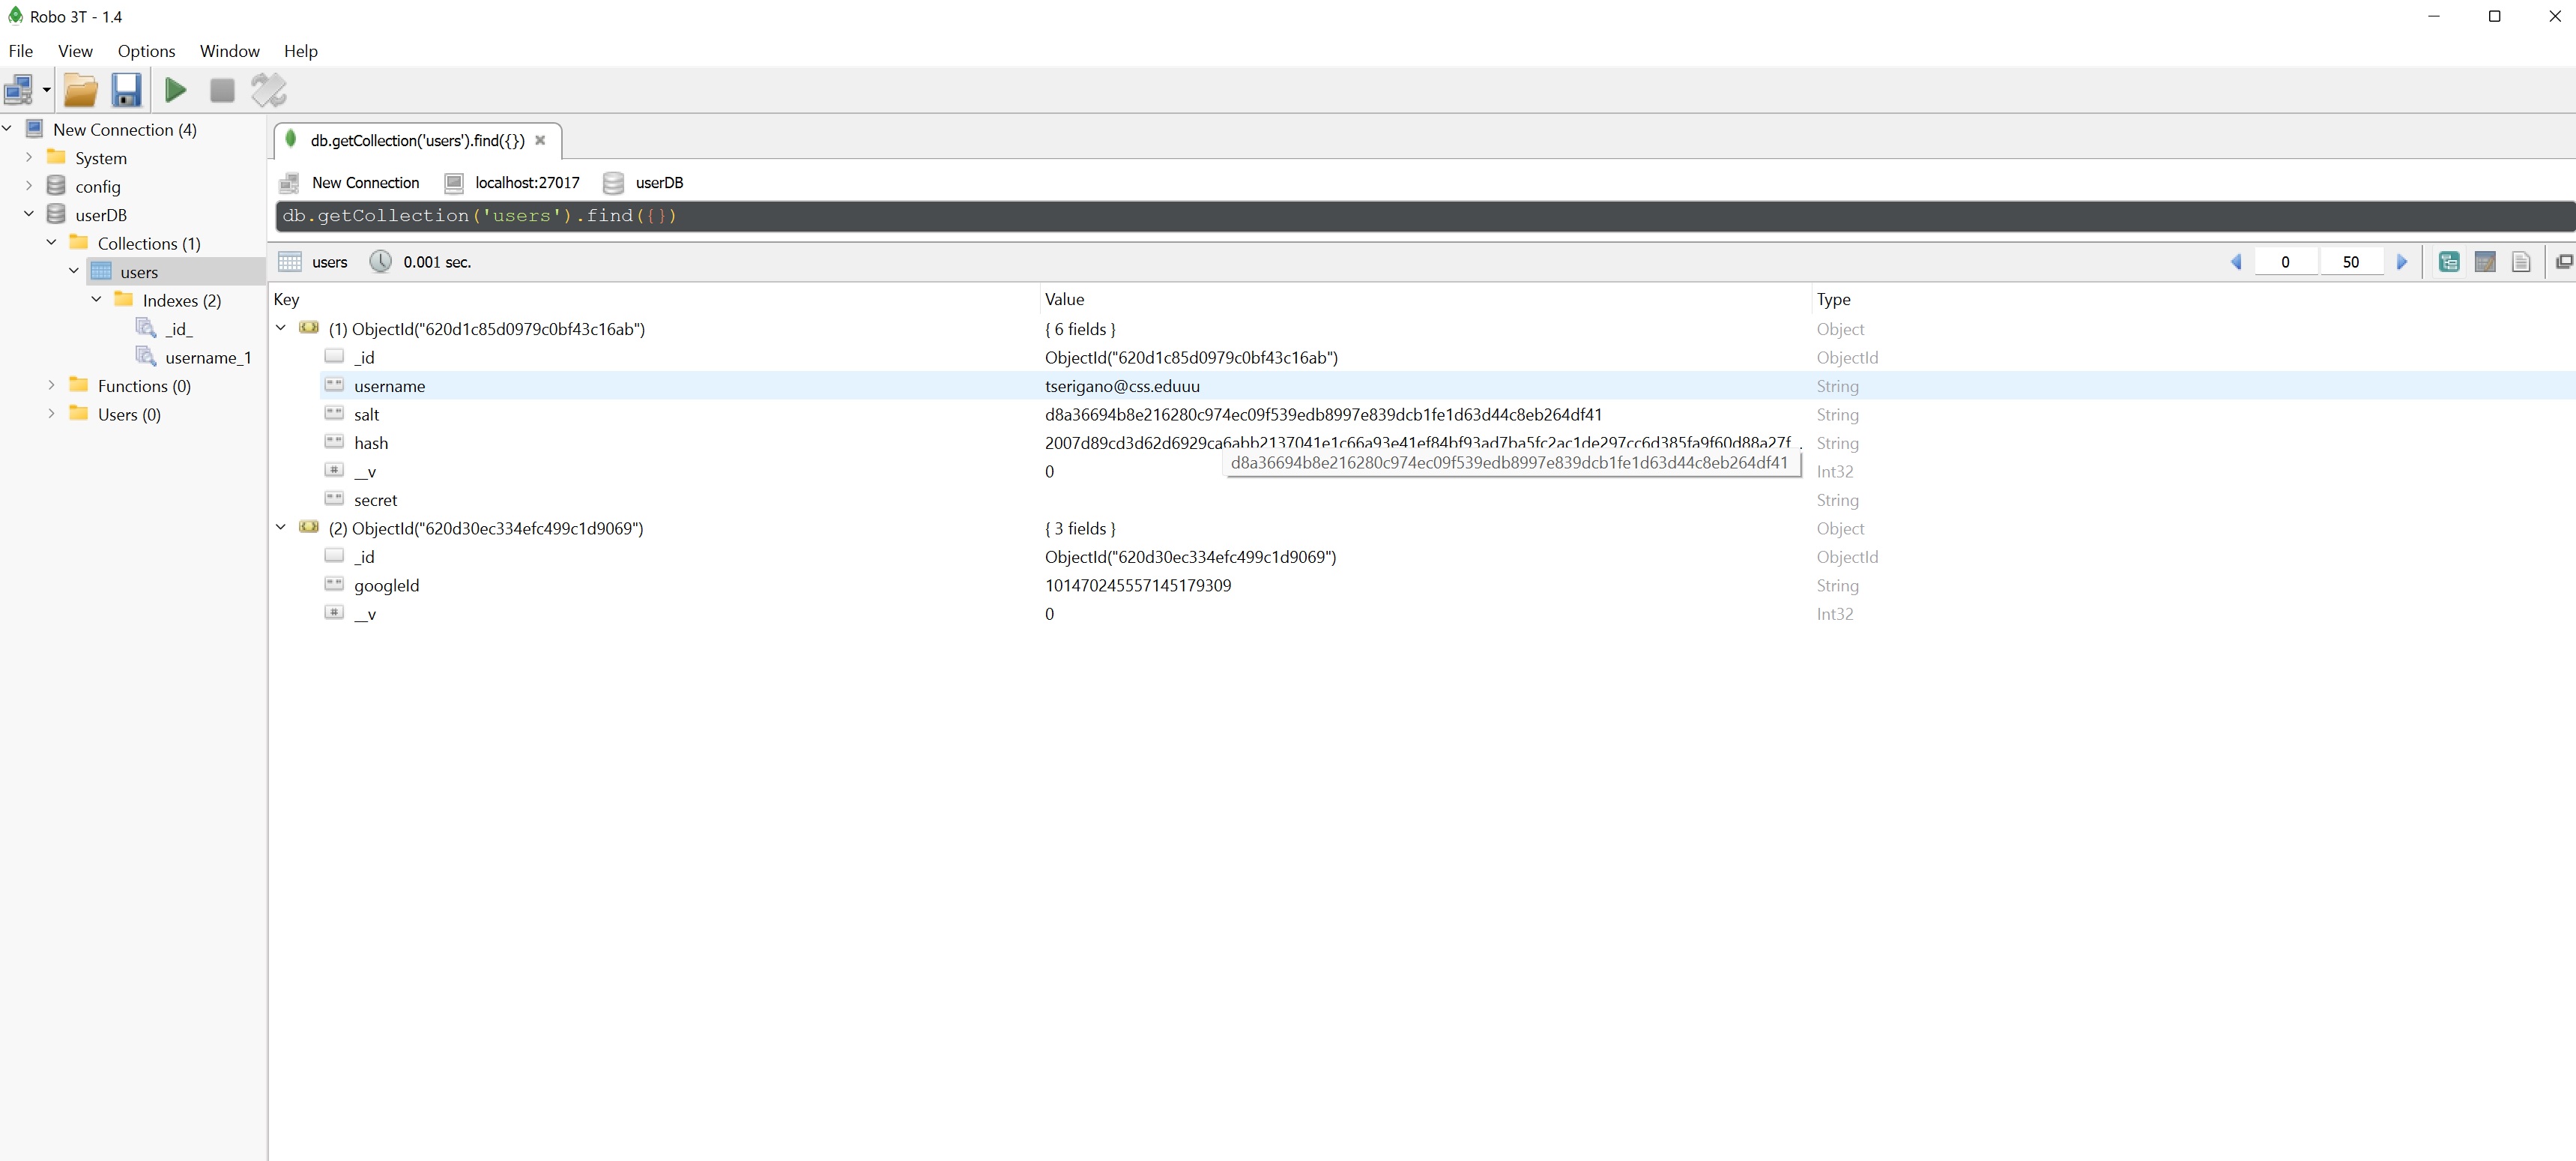 Robo 3T - 1.4
File View Options Window Help
New Connection (4)
System
config
userDB
Collections (1)
users
Indexes (2)
_id_
username_1
Functions (0)
Users (0)
db.getCollection('users').find({})
New Connection localhost:27017 userDB
db.getCollection('users').find({})
users 0.001 sec. 0 50
Key Value Type
(1) ObjectId("620d1c85d0979c0bf43c16ab") { 6 fields } Object
_id ObjectId("620d1c85d0979c0bf43c16ab") ObjectId
username tserigano@css.eduuu String
salt d8a36694b8e216280c974ec09f539edb8997e839dcb1fe1d63d44c8eb264df41 String
hash 2007d89cd3d62d6929ca6abb2137041e1c66a93e41ef84bf93ad7ba5fc2ac1de297cc6d385fa9f60d88a27f... String
d8a36694b8e216280c974ec09f539edb8997e839dcb1fe1d63d44c8eb264df41
__v 0 Int32
secret String
(2) ObjectId("620d30ec334efc499c1d9069") { 3 fields } Object
_id ObjectId("620d30ec334efc499c1d9069") ObjectId
googleId 101470245557145179309 String
__v 0 Int32